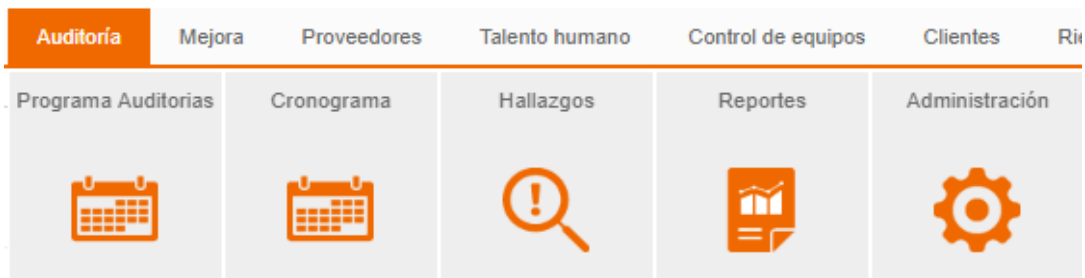 Auditoría Mejora Proveedores Talento humano Control de equipos Clientes
Programa Auditorias Cronograma Hallazgos Reportes Administración